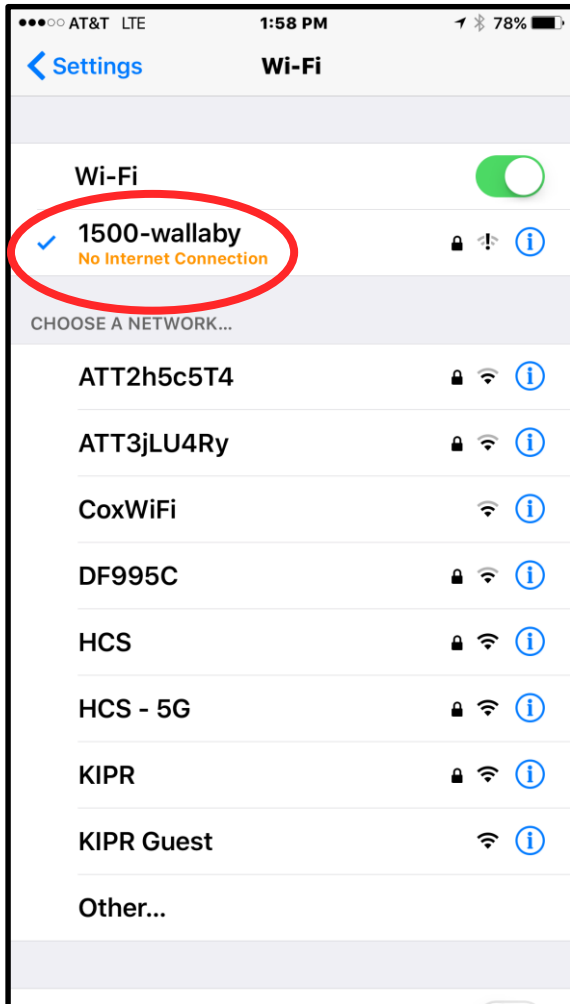 AT&T LTE 1:58 PM 78%
Settings Wi-Fi
Wi-Fi
1500-wallaby
No Internet Connection
CHOOSE A NETWORK...
ATT2h5c5T4
ATT3jLU4Ry
CoxWiFi
DF995C
HCS
HCS - 5G
KIPR
KIPR Guest
Other...